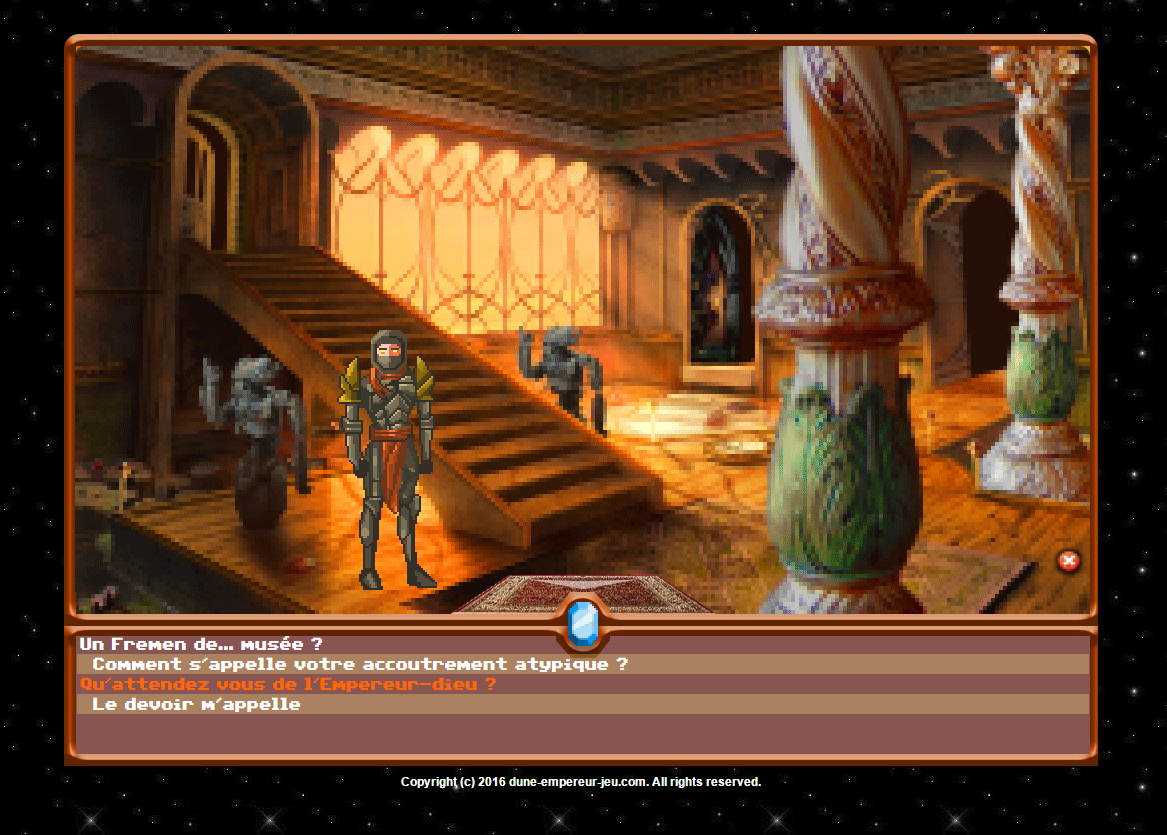 Un Fremen de... musée ?
Comment s'appelle votre accoutrement atypique ?
Qu'attendez vous de l'Empereur-dieu ?
Le devoir m'appelle
Copyright (c) 2016 dune-empereur-jeu.com. All rights reserved.